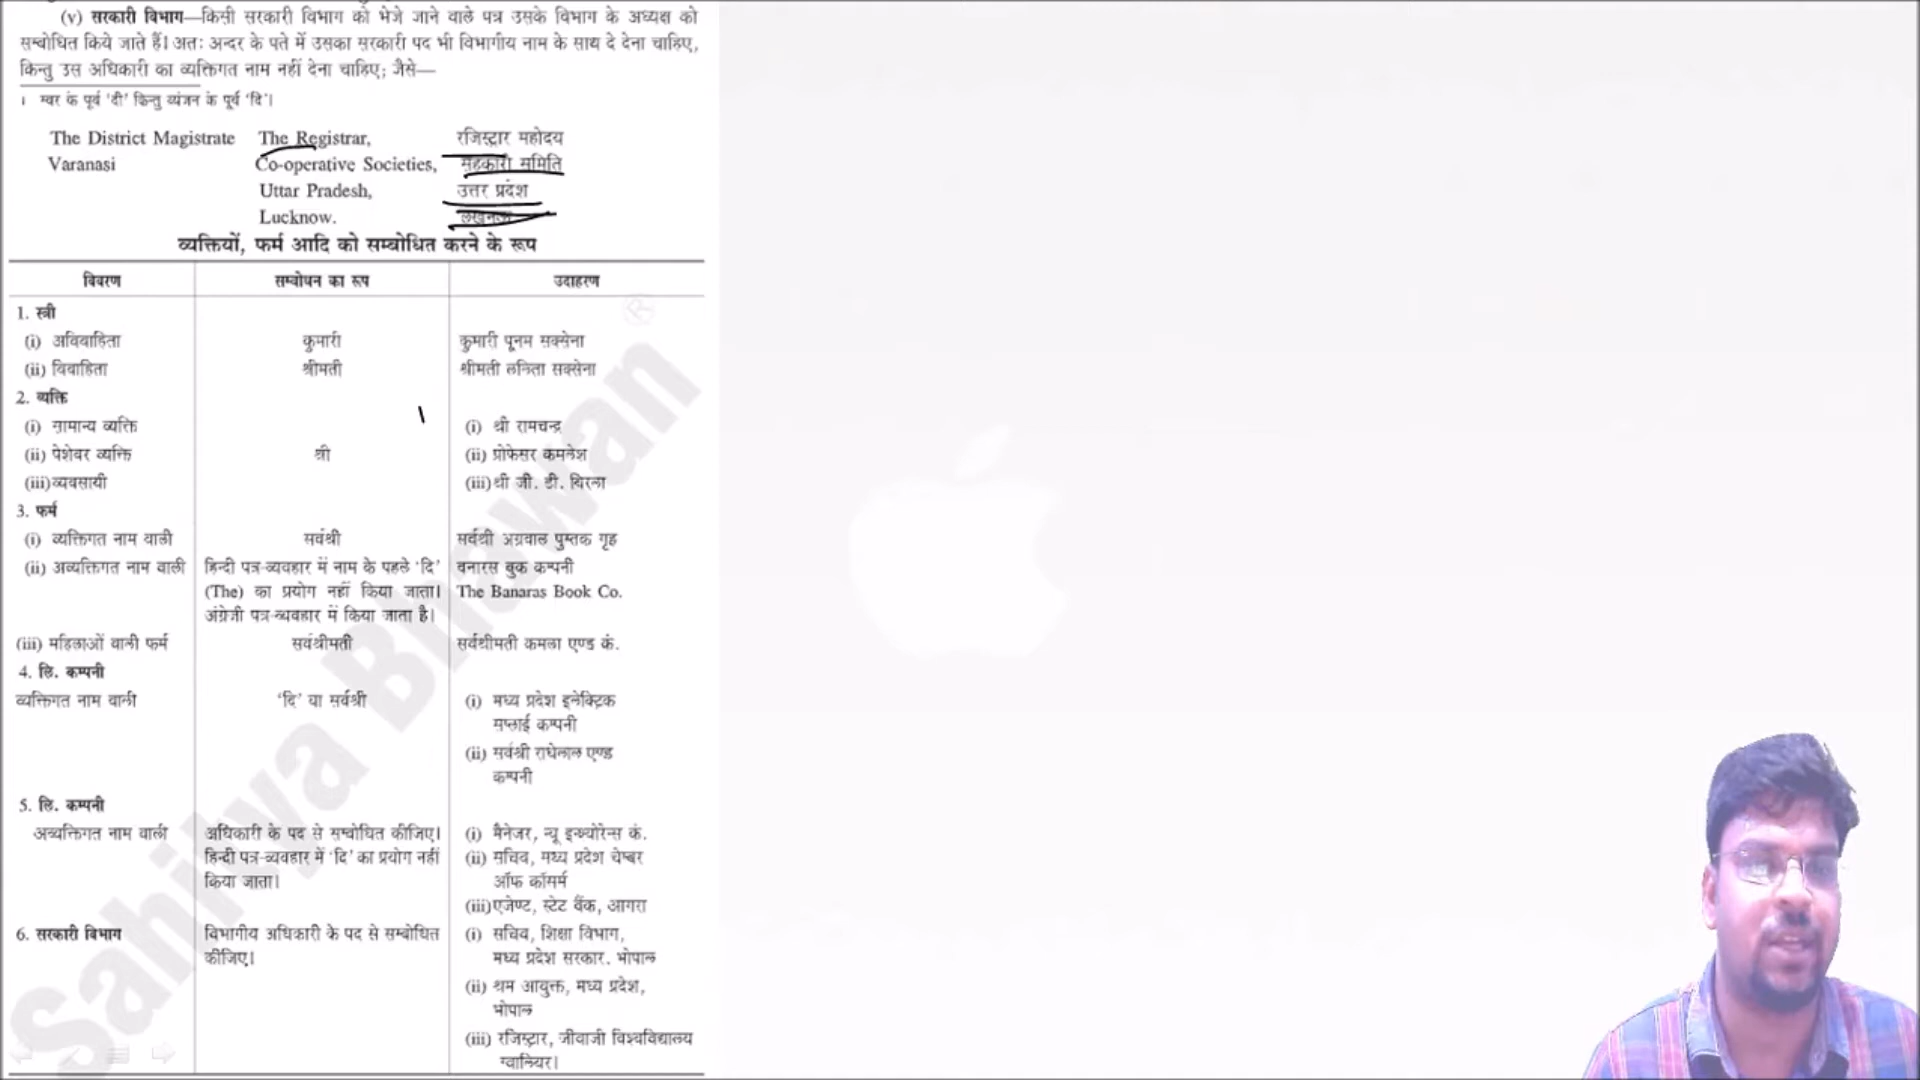 (v) सरकारी विभाग—किसी सरकारी विभाग को भेजे जाने वाले पत्र उसके विभाग के अध्यक्ष को
सम्बोधित किये जाते हैं। अतः अन्दर के पते में उसका सरकारी पद भी विभागीय नाम के साथ दे देना चाहिए,
किन्तु उस अधिकारी का व्यक्तिगत नाम नहीं देना चाहिए; जैसे—
1 स्वर के पूर्व 'दी' किन्तु व्यंजन के पूर्व 'दि'।
The District Magistrate The Registrar, रजिस्ट्रार महोदय
Varanasi Co-operative Societies, सहकारी समिति
Uttar Pradesh, उत्तर प्रदेश
Lucknow. लखनऊ
व्यक्तियों, फर्म आदि को सम्बोधित करने के रूप
विवरण सम्बोधन का रूप उदाहरण
1. स्त्री
(i) अविवाहिता कुमारी कुमारी पूनम सक्सेना
(ii) विवाहिता श्रीमती श्रीमती ललिता सक्सेना
2. व्यक्ति
(i) सामान्य व्यक्ति (i) श्री रामचन्द्र
(ii) पेशेवर व्यक्ति श्री (ii) प्रोफेसर कमलेश
(iii) व्यवसायी (iii) श्री जी. डी. बिरला
3. फर्म
(i) व्यक्तिगत नाम वाली सर्वश्री सर्वश्री अग्रवाल पुस्तक गृह
(ii) अव्यक्तिगत नाम वाली हिन्दी पत्र-व्यवहार में नाम के पहले 'दि' बनारस बुक कम्पनी
(The) का प्रयोग नहीं किया जाता। The Banaras Book Co.
अंग्रेजी पत्र-व्यवहार में किया जाता है।
(iii) महिलाओं वाली फर्म सर्वश्रीमती सर्वश्रीमती कमला एण्ड कं.
4. लि. कम्पनी
व्यक्तिगत नाम वाली 'दि' या सर्वश्री (i) मध्य प्रदेश इलेक्ट्रिक
सप्लाई कम्पनी
(ii) सर्वश्री राधेलाल एण्ड
कम्पनी
5. लि. कम्पनी
अव्यक्तिगत नाम वाली अधिकारी के पद से सम्बोधित कीजिए। (i) मैनेजर, न्यू इन्श्योरेन्स कं.
हिन्दी पत्र-व्यवहार में 'दि' का प्रयोग नहीं (ii) सचिव, मध्य प्रदेश चेम्बर
किया जाता। ऑफ कॉमर्स
(iii) एजेण्ट, स्टेट बैंक, आगरा
6. सरकारी विभाग विभागीय अधिकारी के पद से सम्बोधित (i) सचिव, शिक्षा विभाग,
कीजिए। मध्य प्रदेश सरकार, भोपाल
(ii) श्रम आयुक्त, मध्य प्रदेश,
भोपाल
(iii) रजिस्ट्रार, जीवाजी विश्वविद्यालय
ग्वालियर।
Sahitya Bhawan ®